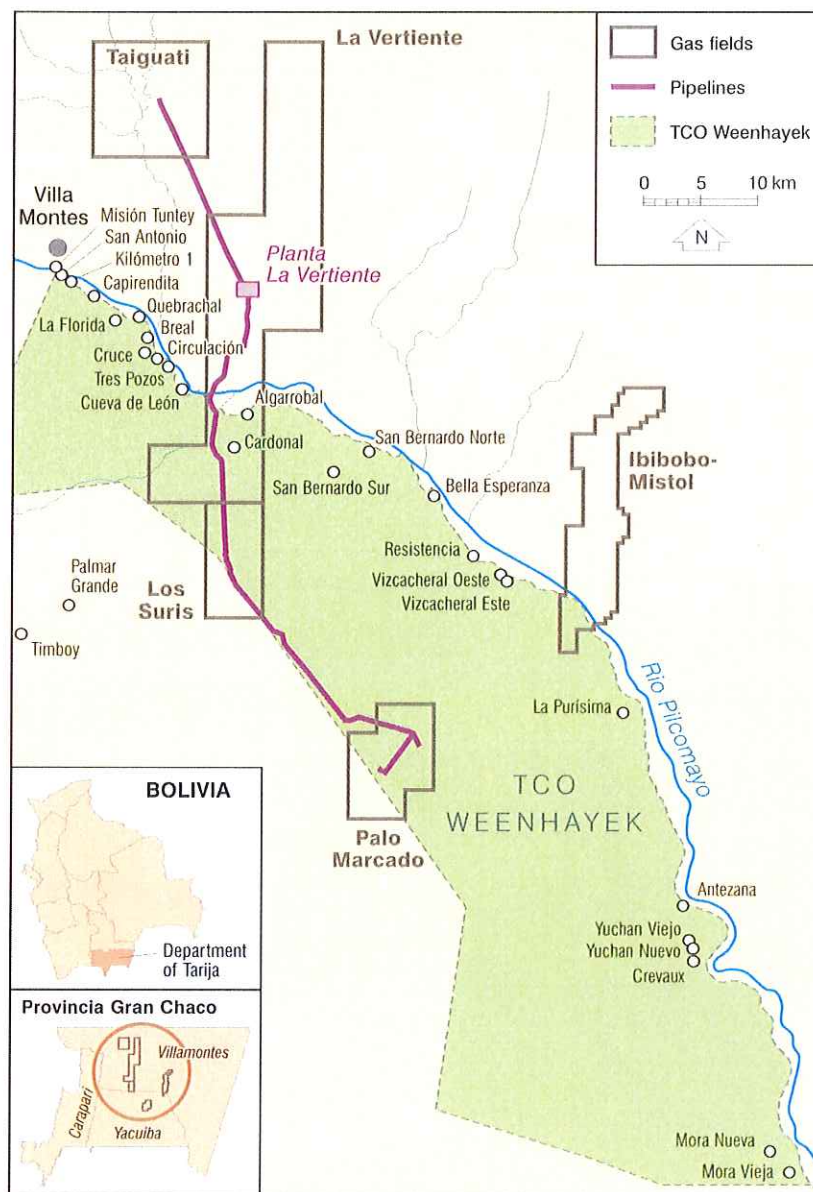 Taiguati
La Vertiente
Gas fields
Pipelines
TCO Weenhayek
0 5 10 km
N
Villa
Montes
Misión Tuntey
San Antonio
Kilómetro 1
Capirendita
Planta
La Vertiente
Quebrachal
La Florida
Breal
Circulación
Cruce
Tres Pozos
Cueva de León
Algarrobal
Cardonal
San Bernardo Norte
San Bernardo Sur
Bella Esperanza
Ibibobo-
Mistol
Resistencia
Vizcacheral Oeste
Vizcacheral Este
Palmar
Grande
Los
Suris
Timboy
La Purísima
Rio Pilcomayo
TCO
WEENHAYEK
Palo
Marcado
BOLIVIA
Department
of Tarija
Antezana
Yuchan Viejo
Yuchan Nuevo
Crevaux
Provincia Gran Chaco
Villamontes
Caraparí
Yacuiba
Mora Nueva
Mora Vieja